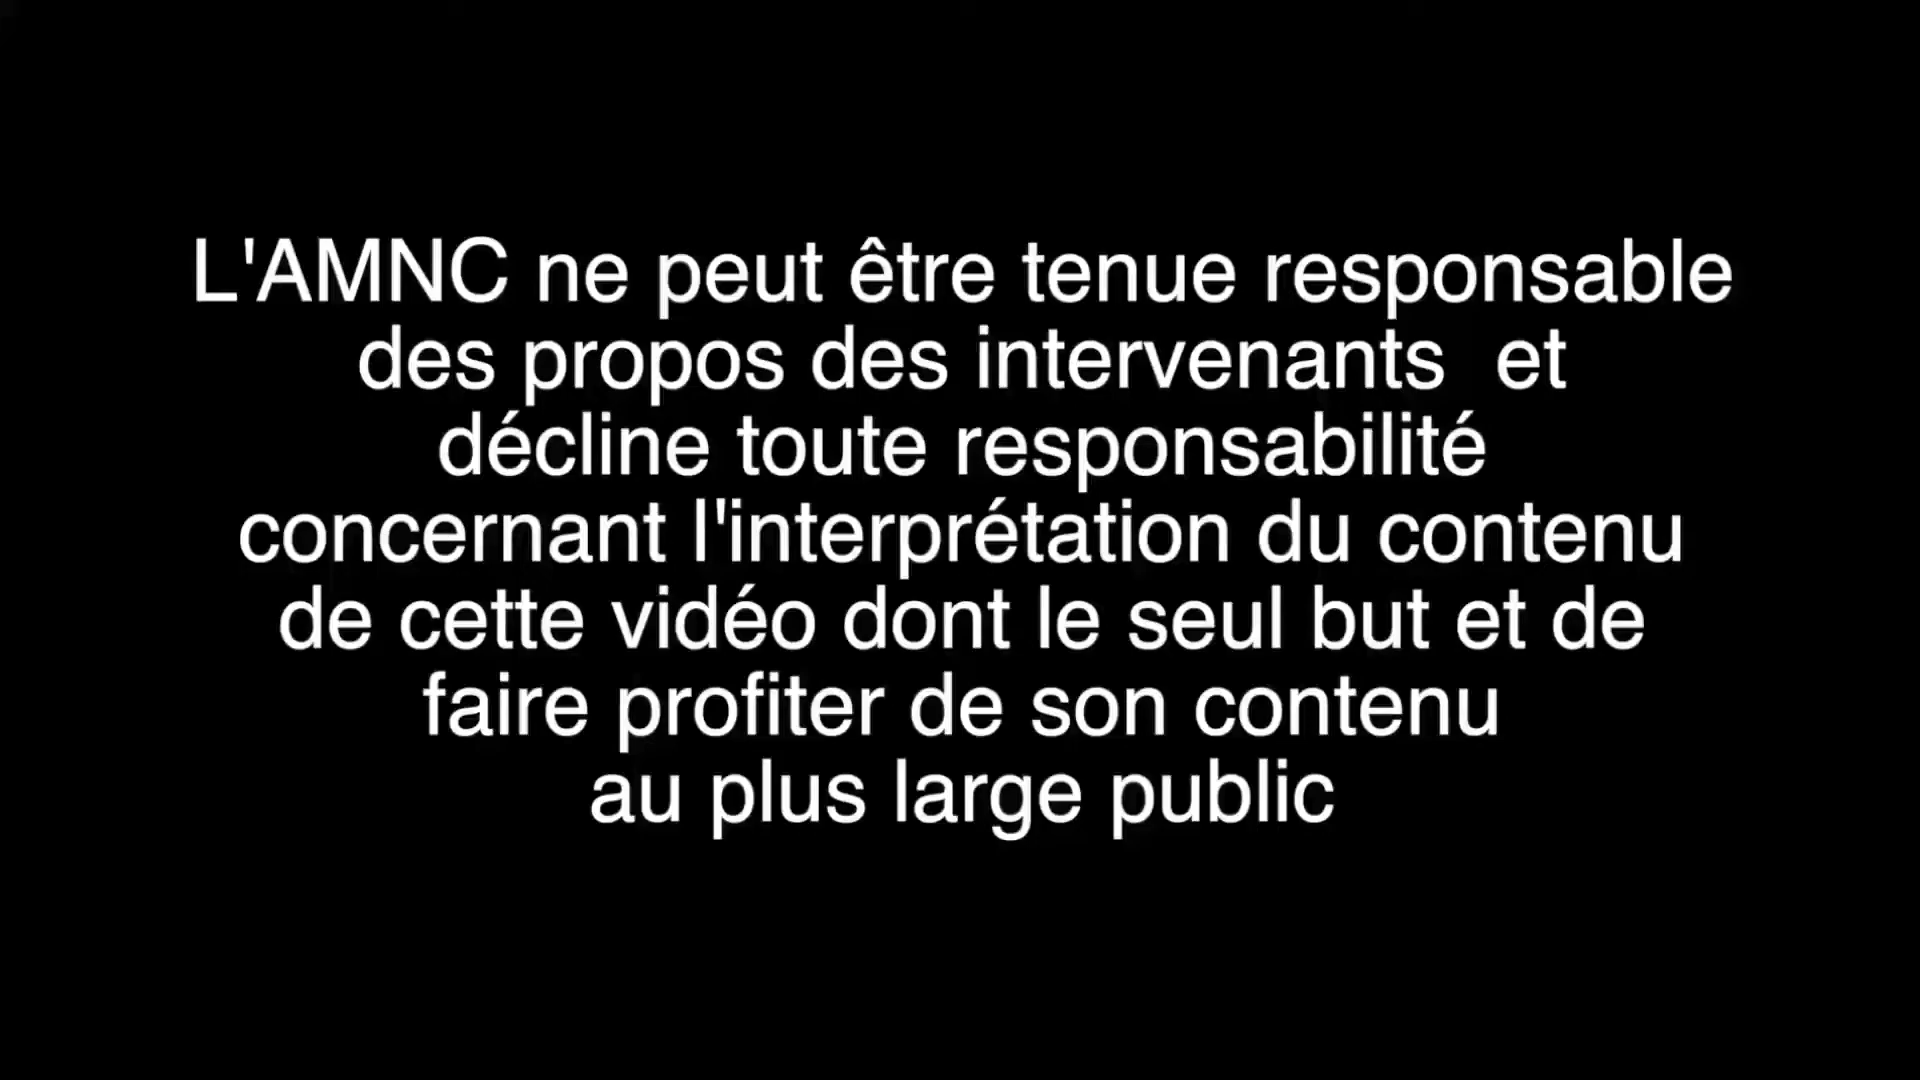 L'AMNC ne peut être tenue responsable
des propos des intervenants  et
décline toute responsabilité
concernant l'interprétation du contenu
de cette vidéo dont le seul but et de
faire profiter de son contenu
au plus large public